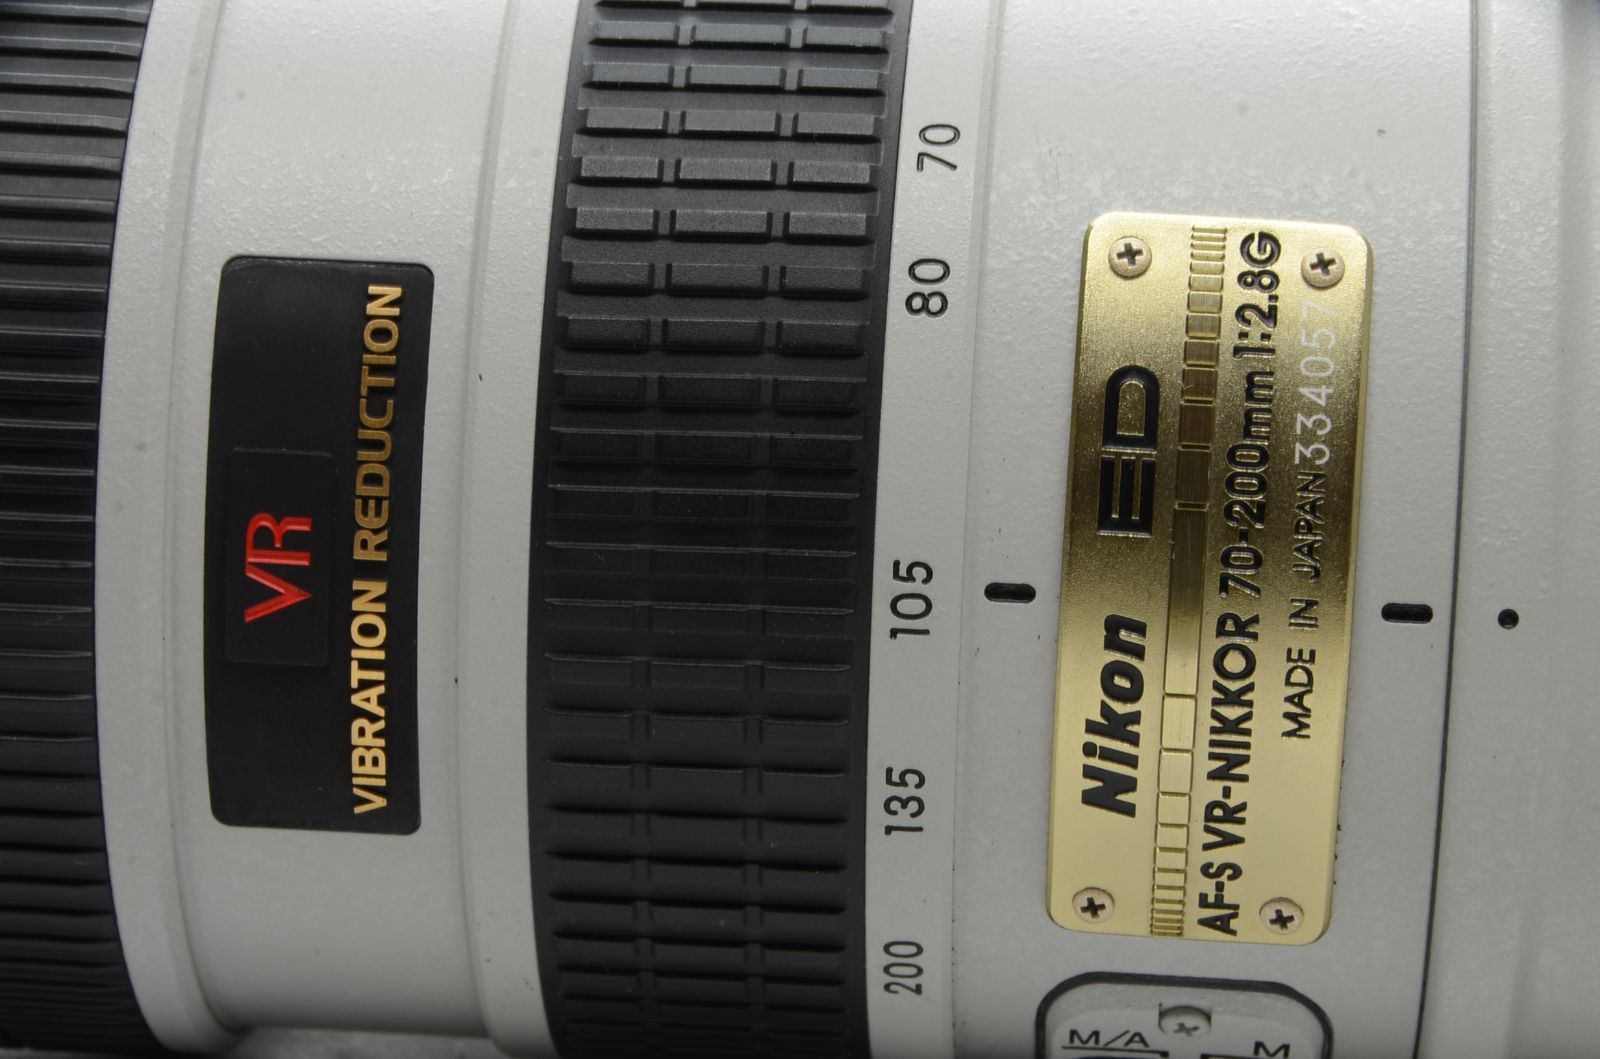 VR
VIBRATION REDUCTION
70
80
105
135
200
Nikon ED
AF-S VR-NIKKOR 70-200mm 1:2.8G
MADE IN JAPAN 334057
M/A
M